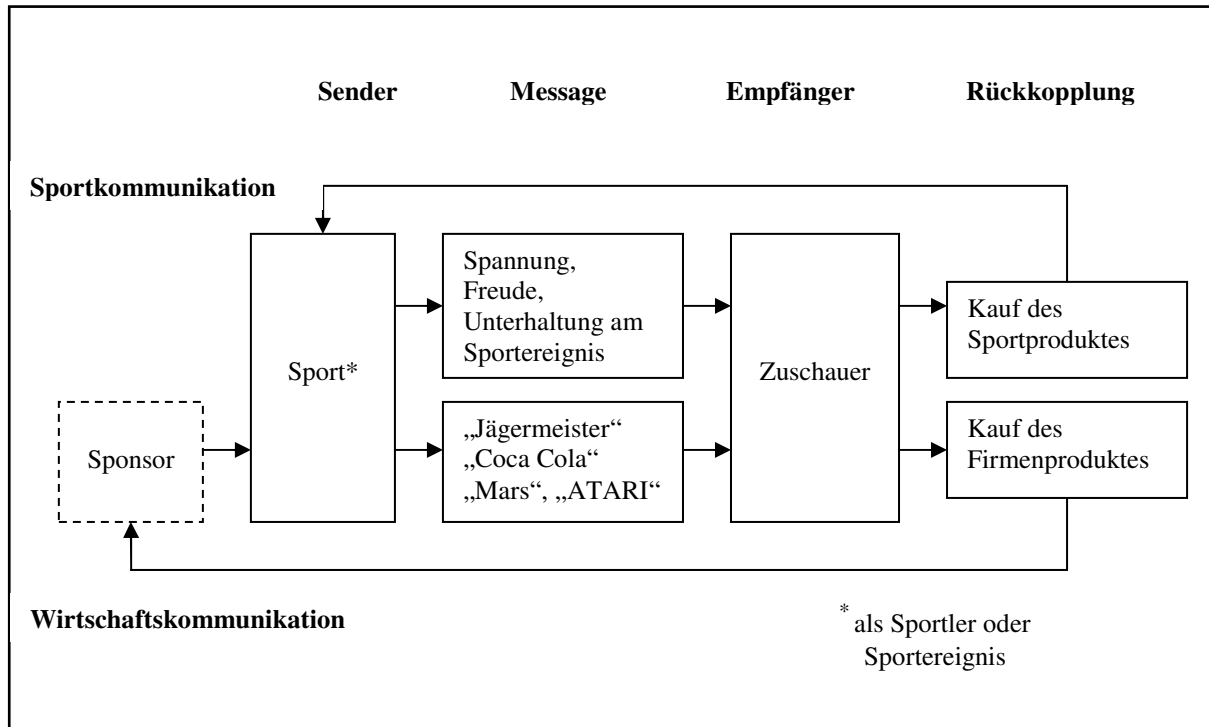 Sender Message Empfänger Rückkopplung
Sportkommunikation
Spannung,
Freude,
Unterhaltung am
Sportereignis
Kauf des
Sportproduktes
Sport*
Zuschauer
Sponsor
„Jägermeister“
„Coca Cola“
„Mars“, „ATARI“
Kauf des
Firmenproduktes
Wirtschaftskommunikation
* als Sportler oder
Sportereignis